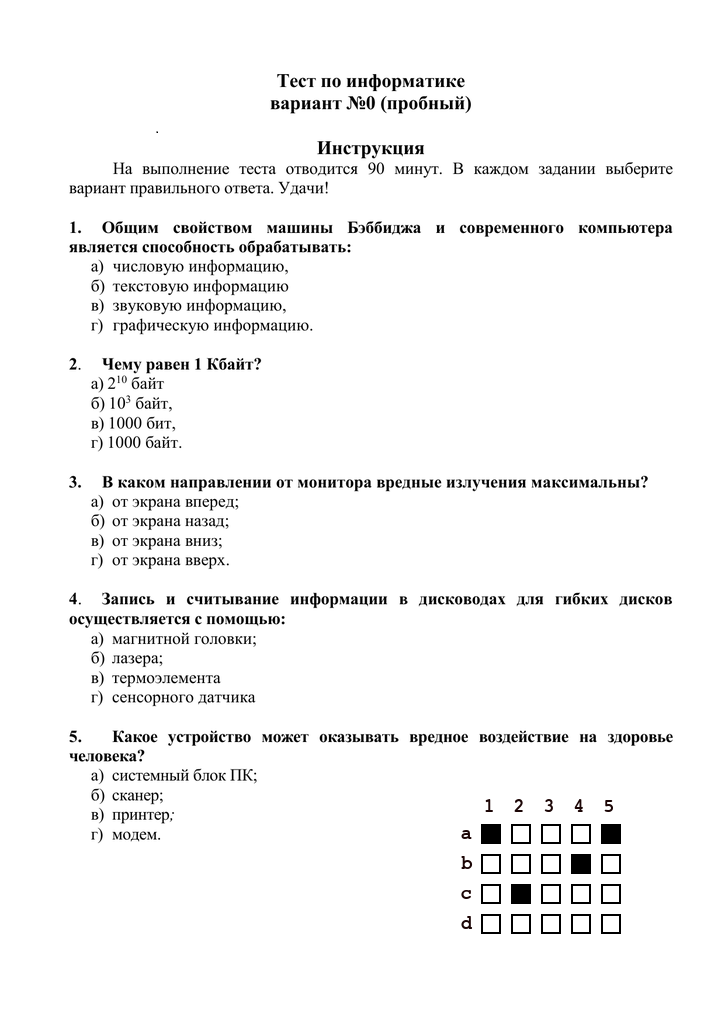 Тест по информатике
вариант №0 (пробный)
.
Инструкция
На выполнение теста отводится 90 минут. В каждом задании выберите
вариант правильного ответа. Удачи!
1. Общим свойством машины Бэббиджа и современного компьютера
является способность обрабатывать:
а) числовую информацию,
б) текстовую информацию
в) звуковую информацию,
г) графическую информацию.
2. Чему равен 1 Кбайт?
а) 2¹⁰ байт
б) 10³ байт,
в) 1000 бит,
г) 1000 байт.
3. В каком направлении от монитора вредные излучения максимальны?
а) от экрана вперед;
б) от экрана назад;
в) от экрана вниз;
г) от экрана вверх.
4. Запись и считывание информации в дисководах для гибких дисков
осуществляется с помощью:
а) магнитной головки;
б) лазера;
в) термоэлемента
г) сенсорного датчика
5. Какое устройство может оказывать вредное воздействие на здоровье
человека?
а) системный блок ПК;
б) сканер;
в) принтер;
г) модем.
1 2 3 4 5
a
b
c
d